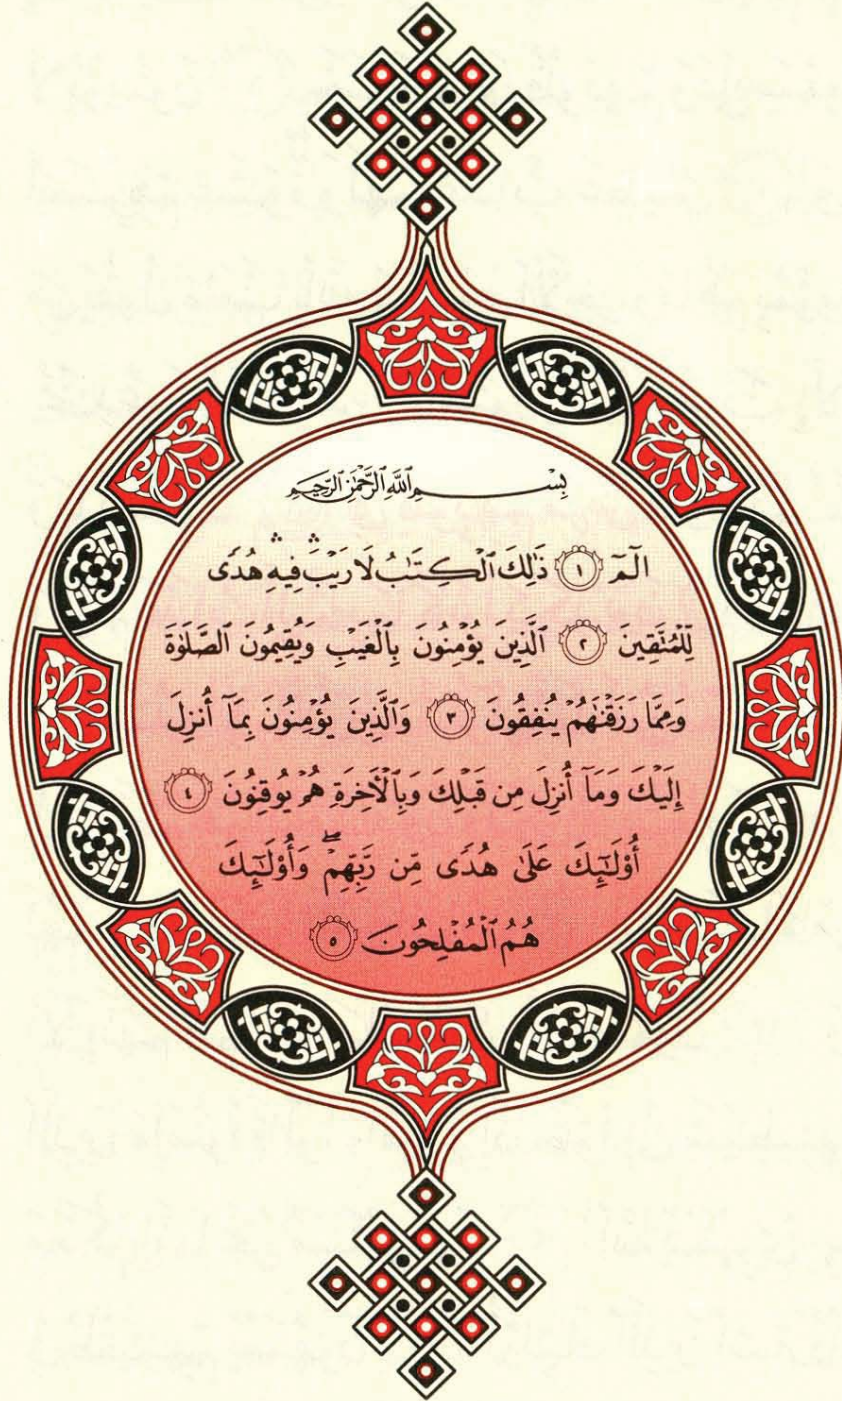 بِسْمِ ٱللَّهِ ٱلرَّحْمَٰنِ ٱلرَّحِيمِ
الٓمٓ ١ ذَٰلِكَ ٱلْكِتَٰبُ لَا رَيْبَ ۛ فِيهِ ۛ هُدًى
لِّلْمُتَّقِينَ ٢ ٱلَّذِينَ يُؤْمِنُونَ بِٱلْغَيْبِ وَيُقِيمُونَ ٱلصَّلَوٰةَ
وَمِمَّا رَزَقْنَٰهُمْ يُنفِقُونَ ٣ وَٱلَّذِينَ يُؤْمِنُونَ بِمَآ أُنزِلَ
إِلَيْكَ وَمَآ أُنزِلَ مِن قَبْلِكَ وَبِٱلْأٓخِرَةِ هُمْ يُوقِنُونَ ٤
أُو۟لَٰٓئِكَ عَلَىٰ هُدًى مِّن رَّبِّهِمْ ۖ وَأُو۟لَٰٓئِكَ
هُمُ ٱلْمُفْلِحُونَ ٥